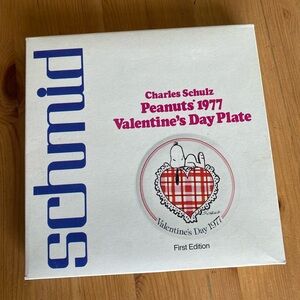 schmid
Charles Schulz
Peanuts® 1977
Valentine's Day Plate
Valentine's Day 1977
First Edition